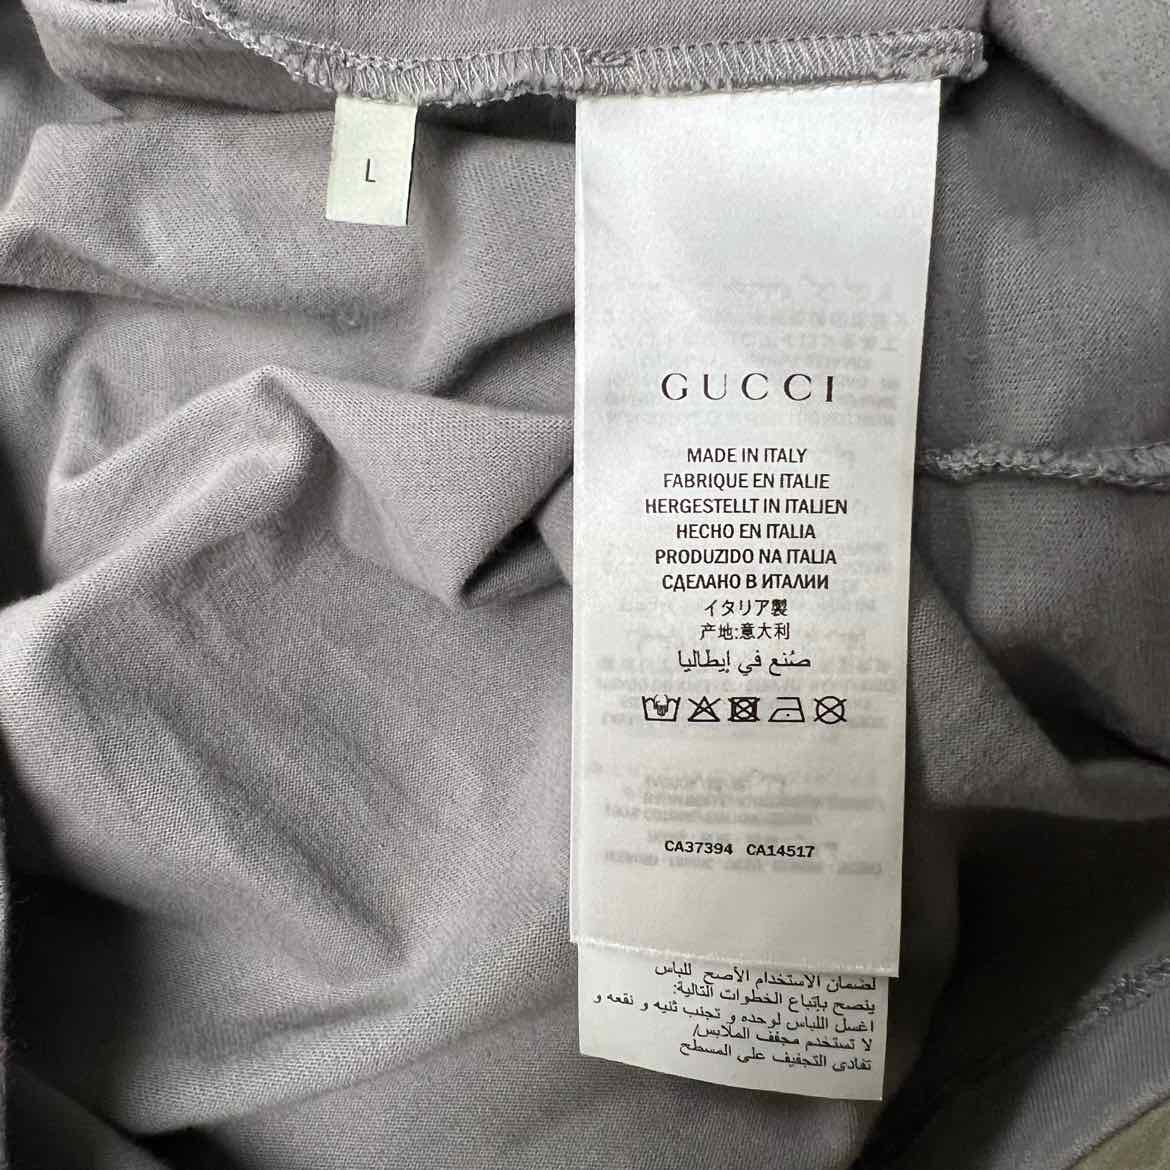 L
GUCCI
MADE IN ITALY
FABRIQUE EN ITALIE
HERGESTELLT IN ITALIEN
HECHO EN ITALIA
PRODUZIDO NA ITALIA
СДЕЛАНО В ИТАЛИИ
イタリア製
产地:意大利
صُنع في إيطاليا
CA37394 CA14517
لضمان الاستخدام الأصح للباس
ينصح بإتباع الخطوات التالية:
اغسل اللباس لوحده و تجنب ثنيه و نقعه و
لا تستخدم مجفف الملابس/
تفادى التجفيف على المسطح